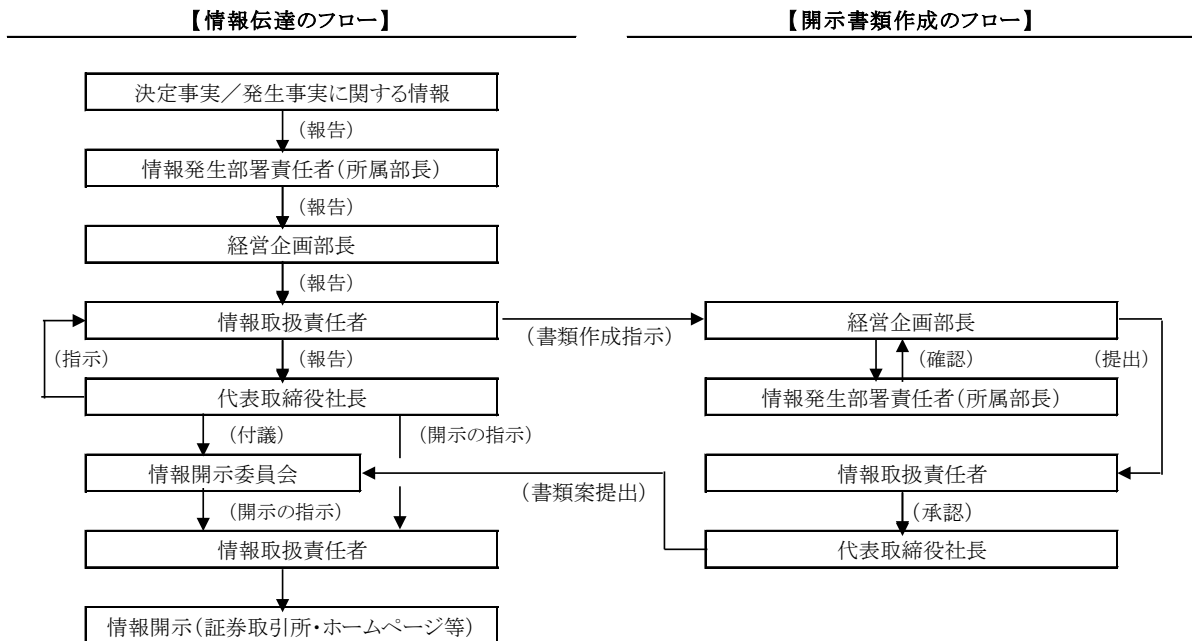 【情報伝達のフロー】
【開示書類作成のフロー】
決定事実／発生事実に関する情報
（報告）
情報発生部署責任者（所属部長）
（報告）
経営企画部長
（報告）
情報取扱責任者
（書類作成指示）
経営企画部長
（指示）
（報告）
（確認）
（提出）
代表取締役社長
情報発生部署責任者（所属部長）
（付議）
（開示の指示）
情報開示委員会
（書類案提出）
情報取扱責任者
（開示の指示）
（承認）
情報取扱責任者
代表取締役社長
情報開示（証券取引所・ホームページ等）